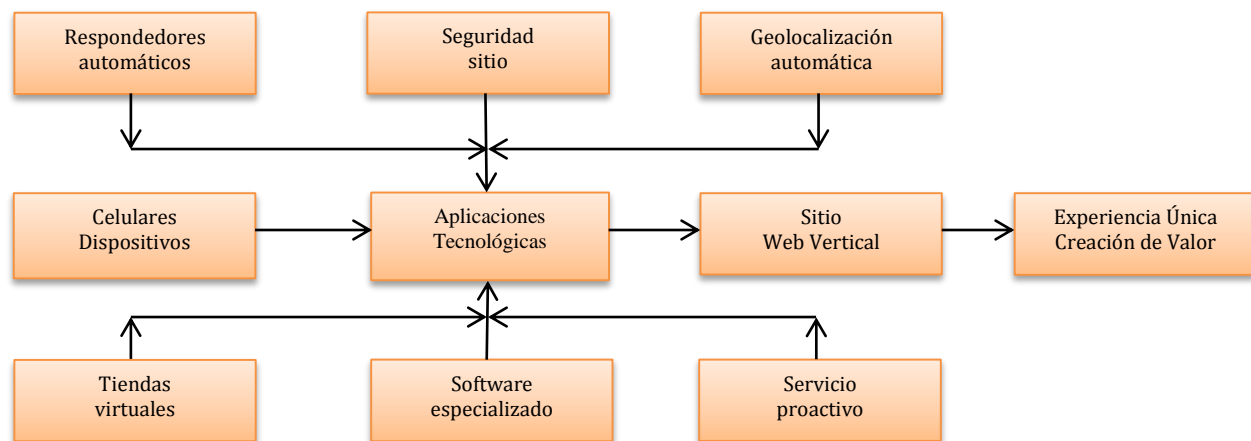 Respondedores
automáticos
Seguridad
sitio
Geolocalización
automática
Celulares
Dispositivos
Aplicaciones
Tecnológicas
Sitio
Web Vertical
Experiencia Única
Creación de Valor
Tiendas
virtuales
Software
especializado
Servicio
proactivo